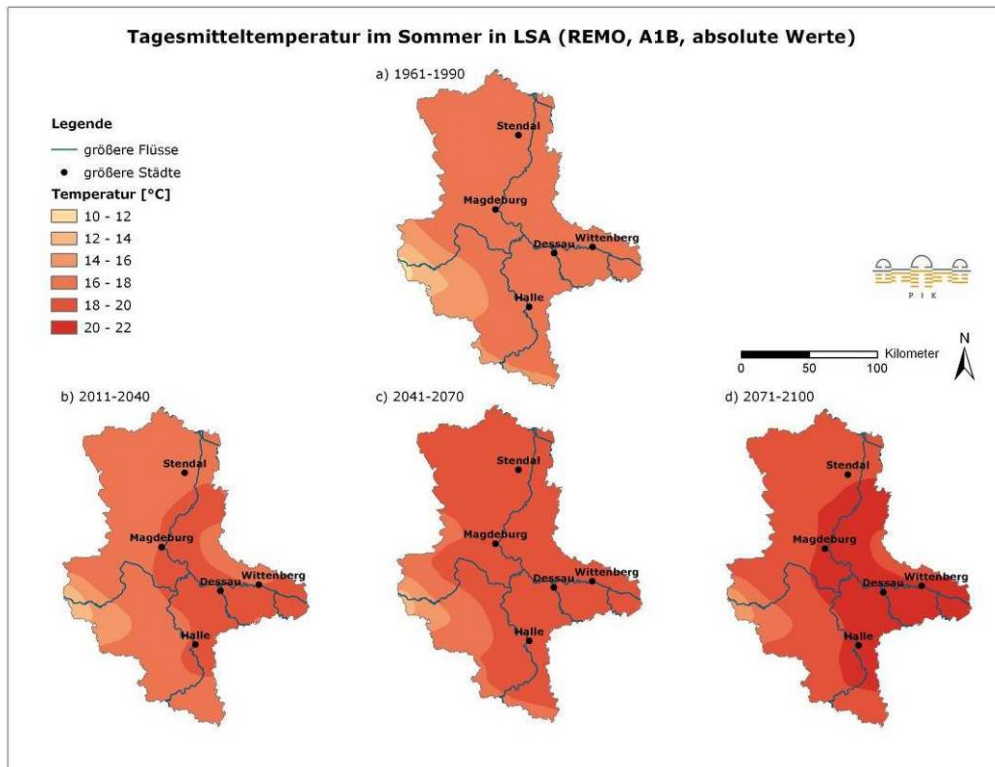 Tagesmitteltemperatur im Sommer in LSA (REMO, A1B, absolute Werte)
a) 1961-1990
Legende
größere Flüsse
größere Städte
Temperatur [°C]
10 - 12
12 - 14
14 - 16
16 - 18
18 - 20
20 - 22
Stendal
Magdeburg
Dessau
Wittenberg
Halle
P I K
N
Kilometer
0 50 100
b) 2011-2040
Stendal
Magdeburg
Dessau
Wittenberg
Halle
c) 2041-2070
Stendal
Magdeburg
Dessau
Wittenberg
Halle
d) 2071-2100
Stendal
Magdeburg
Dessau
Wittenberg
Halle